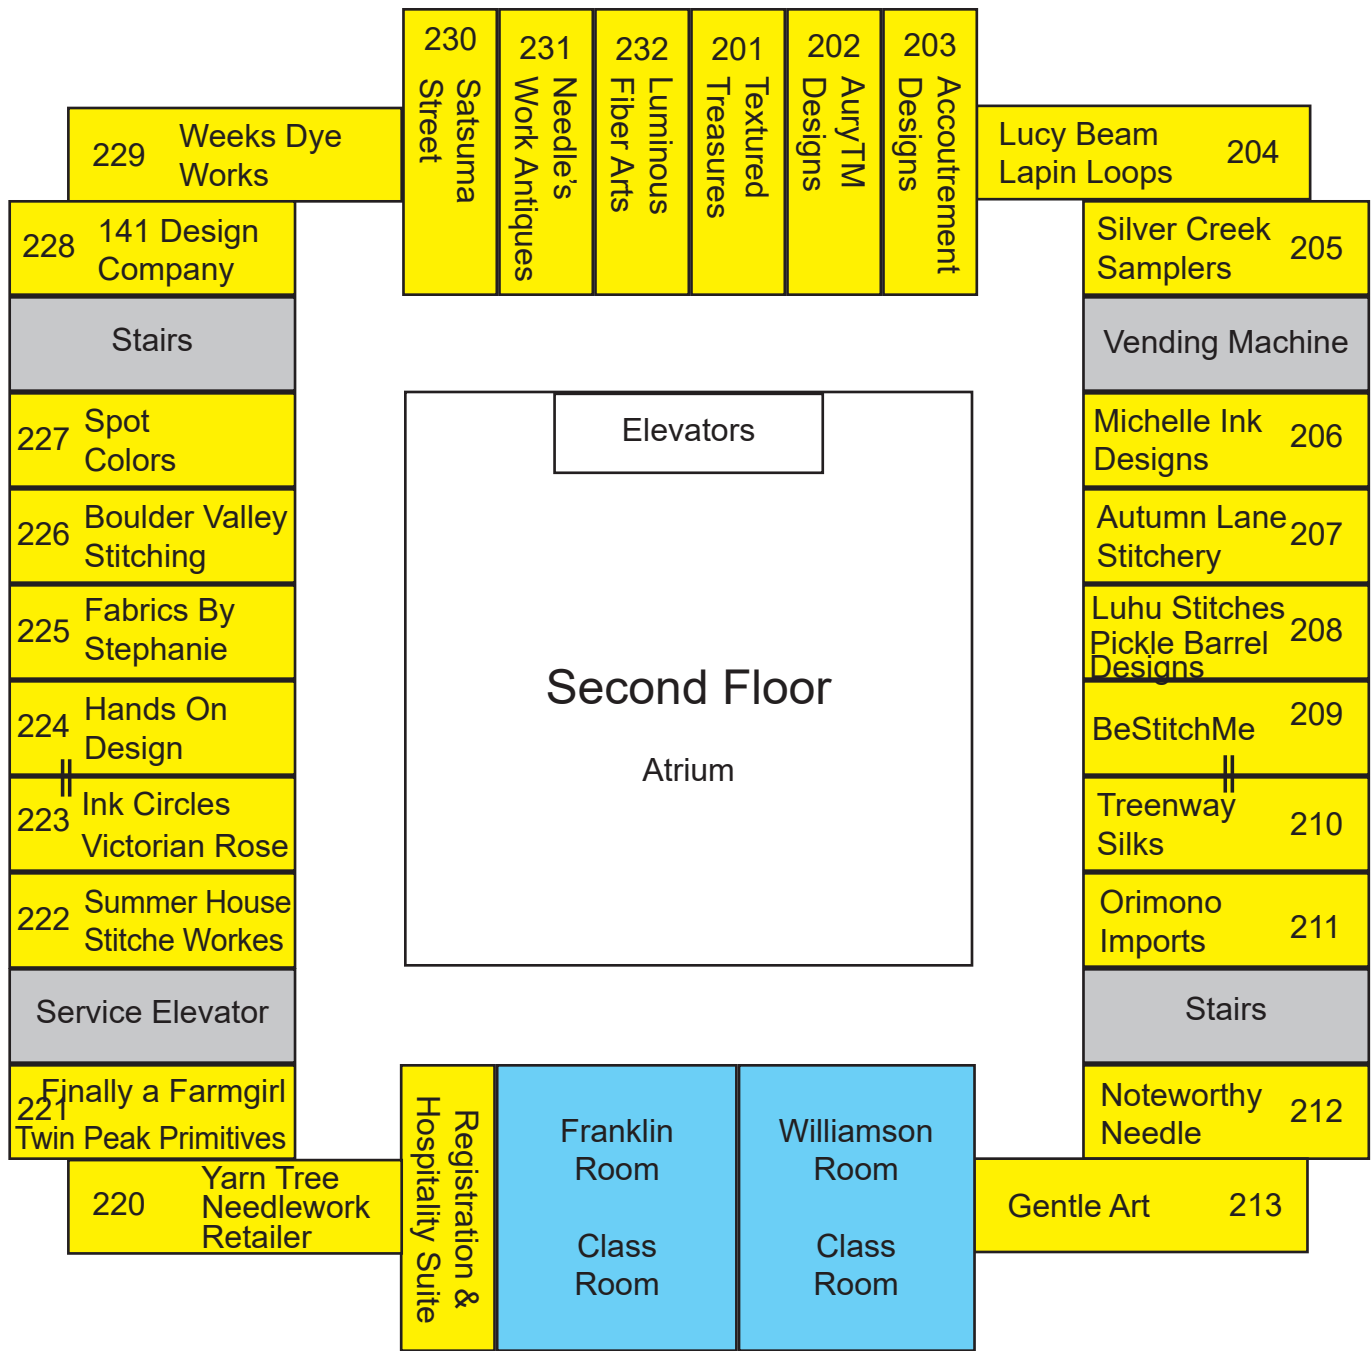 230
Satsuma
Street
231
Needle's
Work Antiques
232
Luminous
Fiber Arts
201
Textured
Treasures
202
AuryTM
Designs
203
Accoutrement
Designs
229
Weeks Dye
Works
Lucy Beam
Lapin Loops
204
228
141 Design
Company
Silver Creek
Samplers
205
Stairs
Vending Machine
227
Spot
Colors
Elevators
Michelle Ink
Designs
206
226
Boulder Valley
Stitching
Autumn Lane
Stitchery
207
225
Fabrics By
Stephanie
Luhu Stitches
Pickle Barrel
Designs
208
224
Hands On
Design
Second Floor
Atrium
BeStitchMe
209
223
Ink Circles
Victorian Rose
Treenway
Silks
210
222
Summer House
Stitche Workes
Orimono
Imports
211
Service Elevator
Stairs
221
Finally a Farmgirl
Twin Peak Primitives
Noteworthy
Needle
212
220
Yarn Tree
Needlework
Retailer
Registration &
Hospitality Suite
Franklin
Room
Class
Room
Williamson
Room
Class
Room
Gentle Art
213